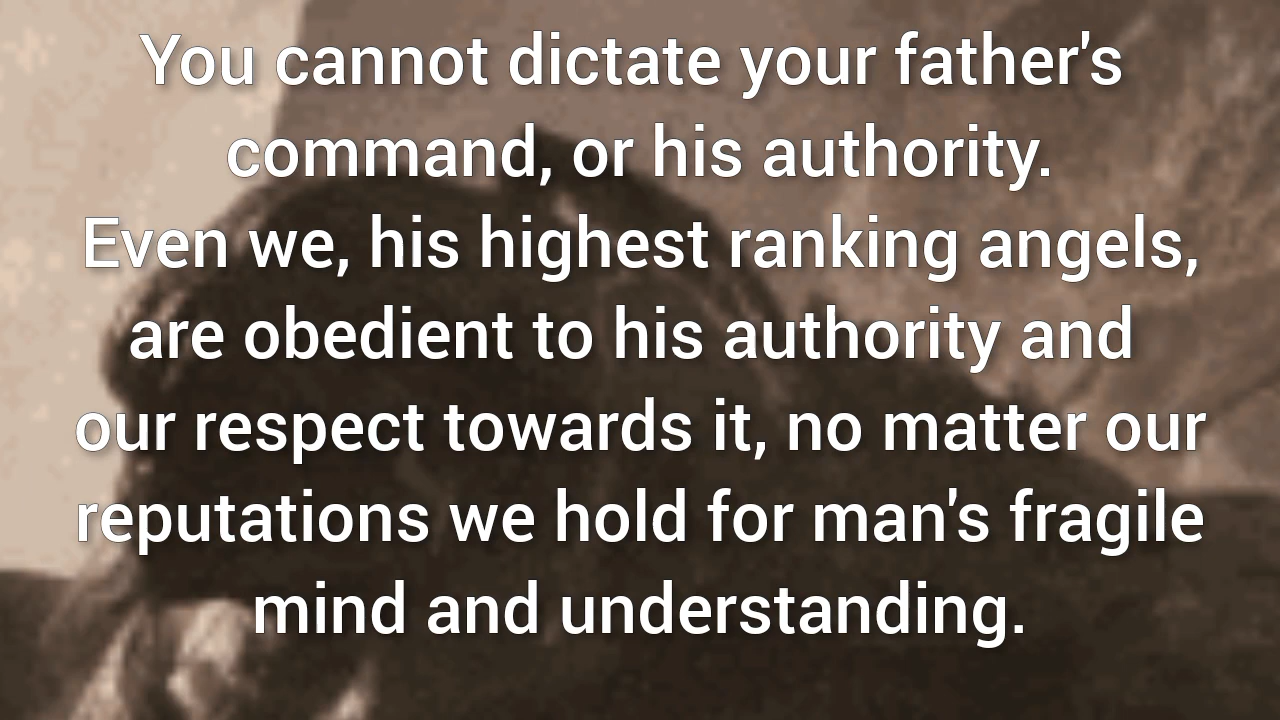 You cannot dictate your father's
command, or his authority.
Even we, his highest ranking angels,
are obedient to his authority and
our respect towards it, no matter our
reputations we hold for man's fragile
mind and understanding.